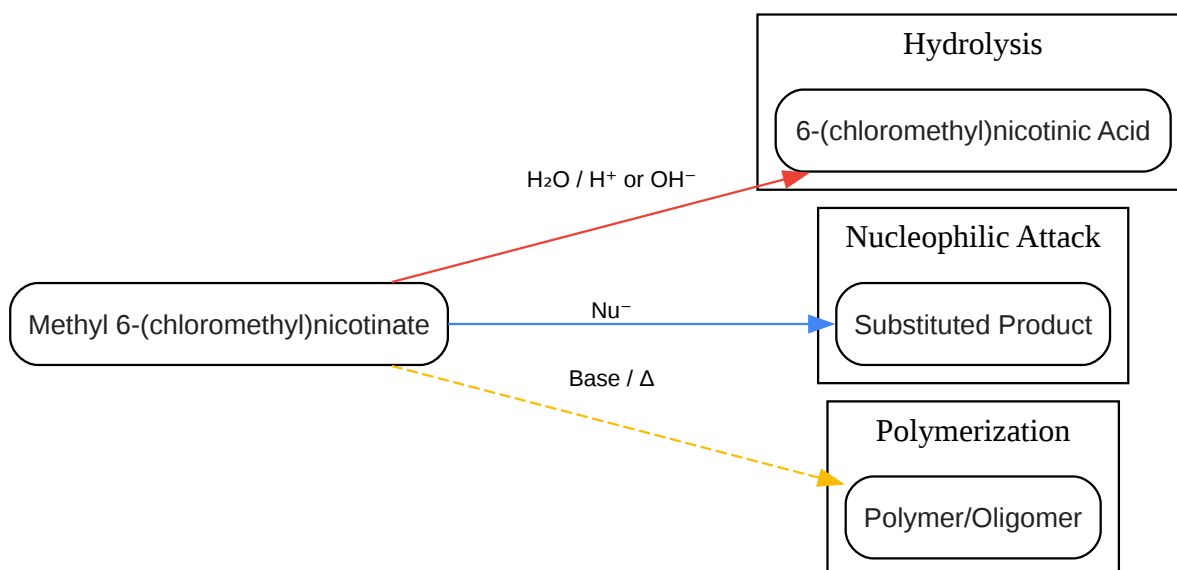 Hydrolysis
6-(chloromethyl)nicotinic Acid
H₂O / H⁺ or OH⁻
Nucleophilic Attack
Methyl 6-(chloromethyl)nicotinate
Nu⁻
Substituted Product
Base / Δ
Polymerization
Polymer/Oligomer